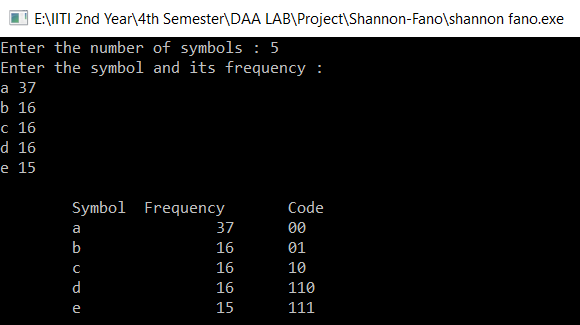 E:\IITI 2nd Year\4th Semester\DAA LAB\Project\Shannon-Fano\shannon fano.exe
Enter the number of symbols : 5
Enter the symbol and its frequency :
a 37
b 16
c 16
d 16
e 15
Symbol Frequency Code
a 37 00
b 16 01
c 16 10
d 16 110
e 15 111